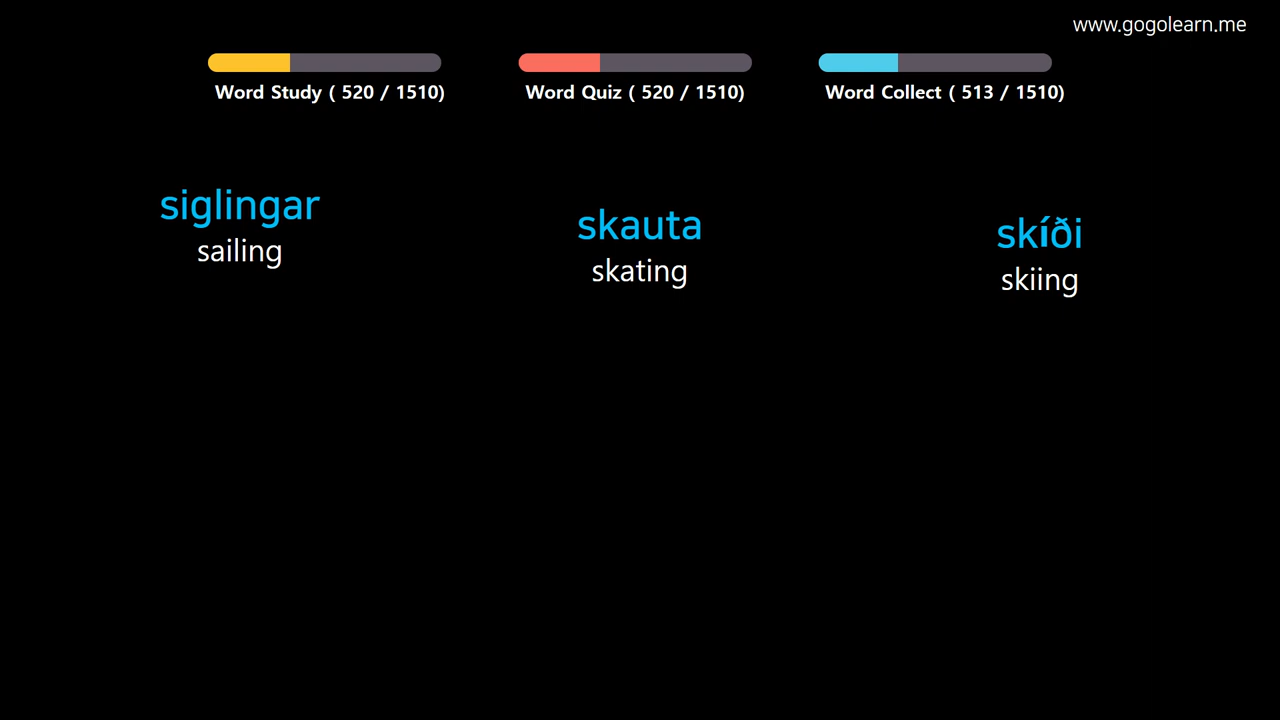 www.gogolearn.me
Word Study ( 520 / 1510)
Word Quiz ( 520 / 1510)
Word Collect ( 513 / 1510)
siglingar
sailing
skauta
skating
skíði
skiing